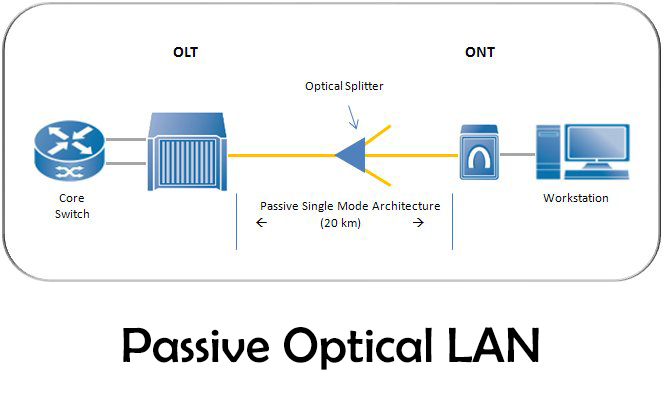 OLT
ONT
Optical Splitter
Core
Switch
Workstation
Passive Single Mode Architecture
(20 km)
Passive Optical LAN